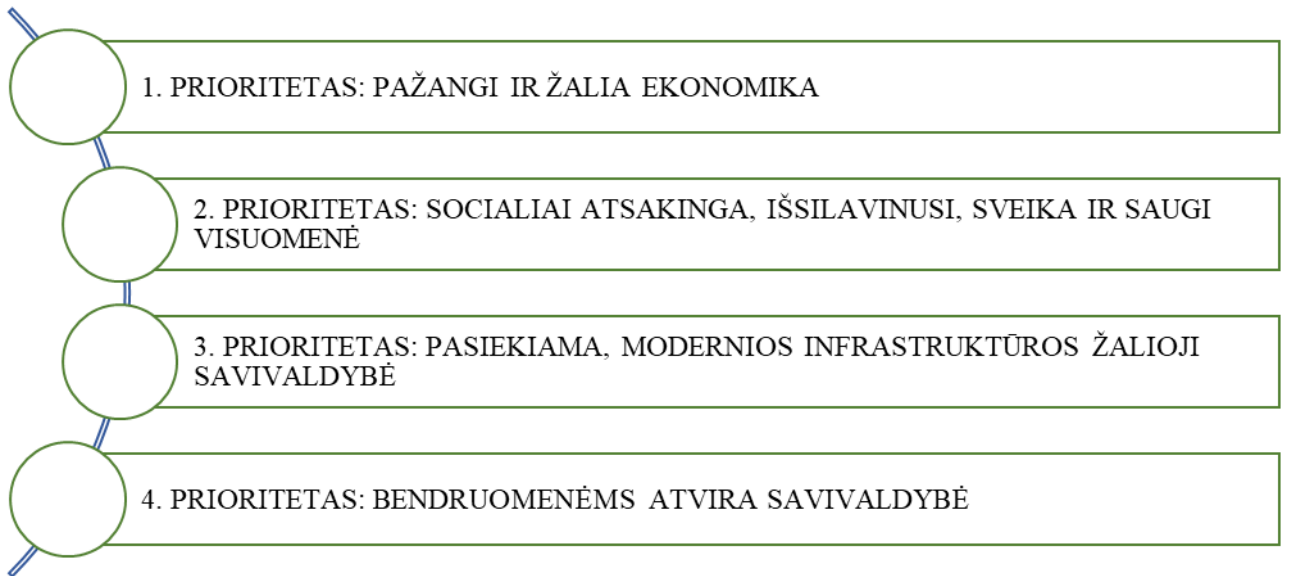 1. PRIORITETAS: PAŽANGI IR ŽALIA EKONOMIKA
2. PRIORITETAS: SOCIALIAI ATSAKINGA, IŠSILAVINUSI, SVEIKA IR SAUGI
VISUOMENĖ
3. PRIORITETAS: PASIEKIAMA, MODERNIOS INFRASTRUKTŪROS ŽALIOJI
SAVIVALDYBĖ
4. PRIORITETAS: BENDRUOMENĖMS ATVIRA SAVIVALDYBĖ